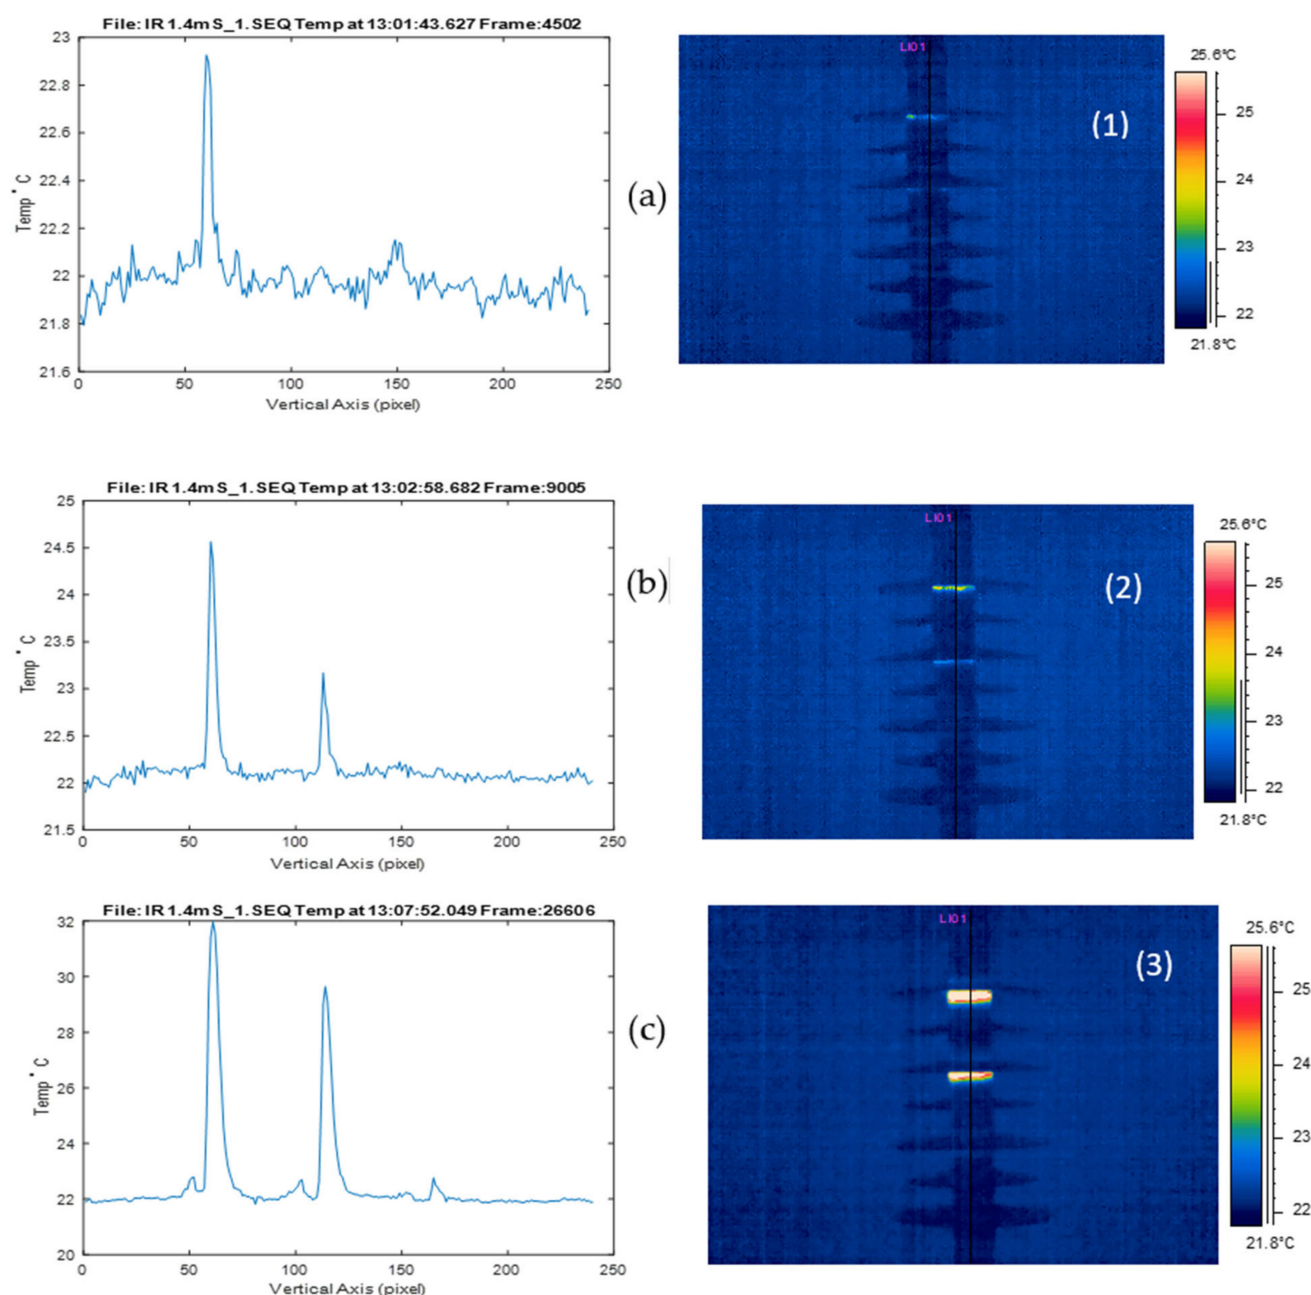 File: IR 1.4mS_1.SEQ Temp at 13:01:43.627 Frame:4502
23
22.8
22.6
22.4
22.2
22
21.8
21.6
0 50 100 150 200 250
Temp°C
Vertical Axis (pixel)
(a)
LI01
(1)
25.6°C
25
24
23
22
21.8°C
File: IR 1.4mS_1.SEQ Temp at 13:02:58.682 Frame:9005
25
24.5
24
23.5
23
22.5
22
21.5
0 50 100 150 200 250
Temp°C
Vertical Axis (pixel)
(b)
LI01
(2)
25.6°C
25
24
23
22
21.8°C
File: IR 1.4mS_1.SEQ Temp at 13:07:52.049 Frame:26606
32
30
28
26
24
22
20
0 50 100 150 200 250
Temp°C
Vertical Axis (pixel)
(c)
LI01
(3)
25.6°C
25
24
23
22
21.8°C